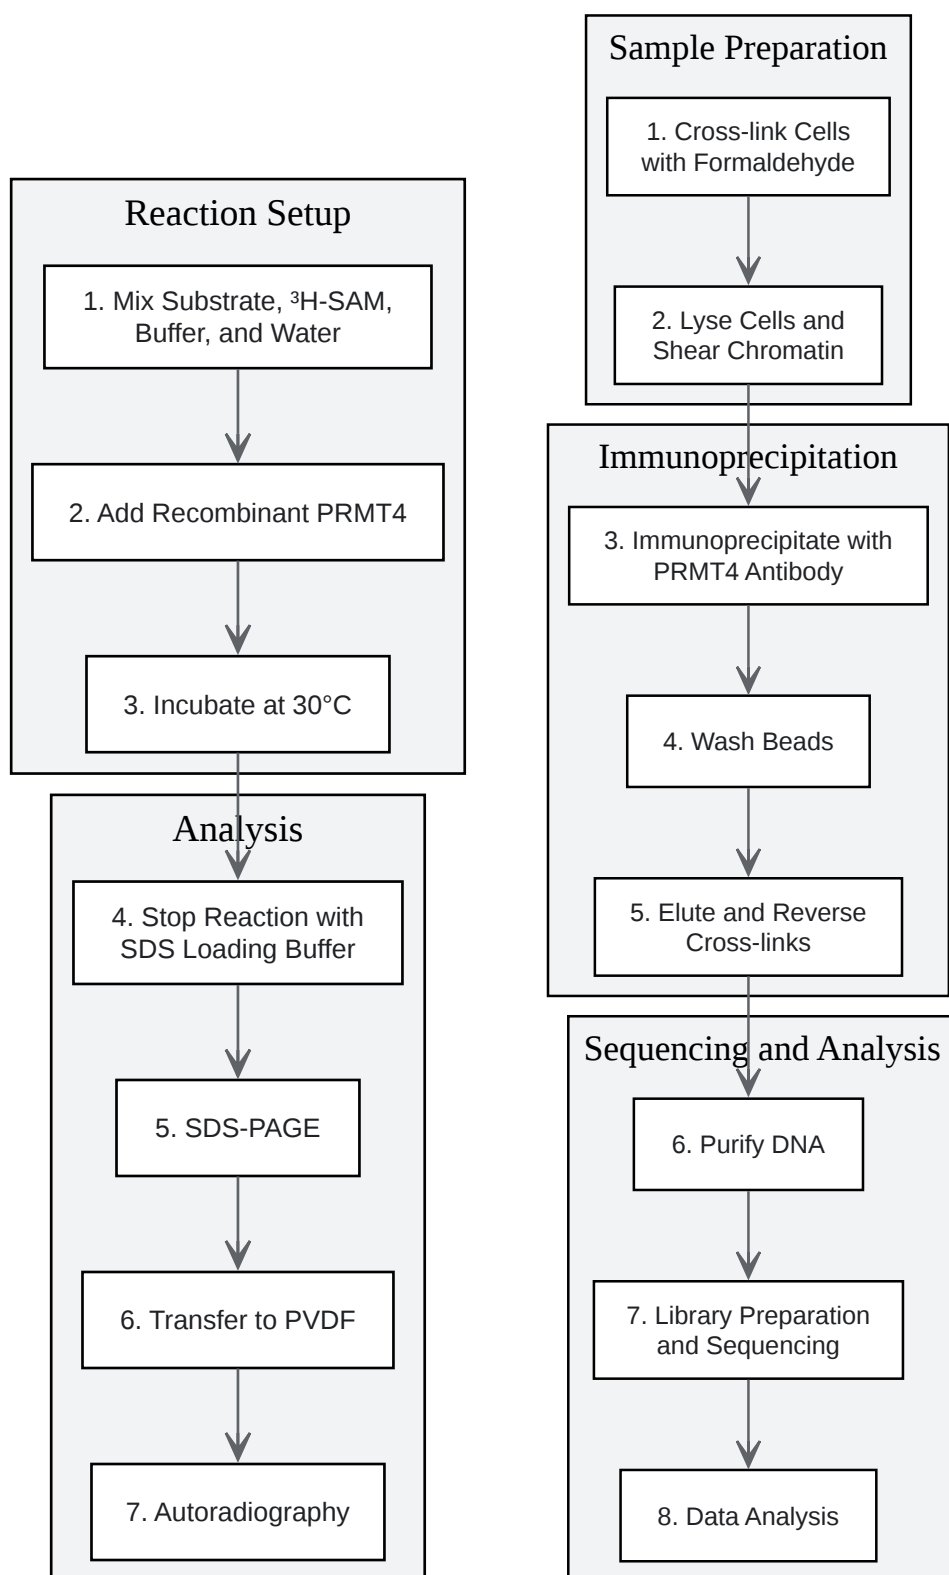 Reaction Setup
1. Mix Substrate, ³H-SAM,
Buffer, and Water
2. Add Recombinant PRMT4
3. Incubate at 30°C
Analysis
4. Stop Reaction with
SDS Loading Buffer
5. SDS-PAGE
6. Transfer to PVDF
7. Autoradiography
Sample Preparation
1. Cross-link Cells
with Formaldehyde
2. Lyse Cells and
Shear Chromatin
Immunoprecipitation
3. Immunoprecipitate with
PRMT4 Antibody
4. Wash Beads
5. Elute and Reverse
Cross-links
Sequencing and Analysis
6. Purify DNA
7. Library Preparation
and Sequencing
8. Data Analysis